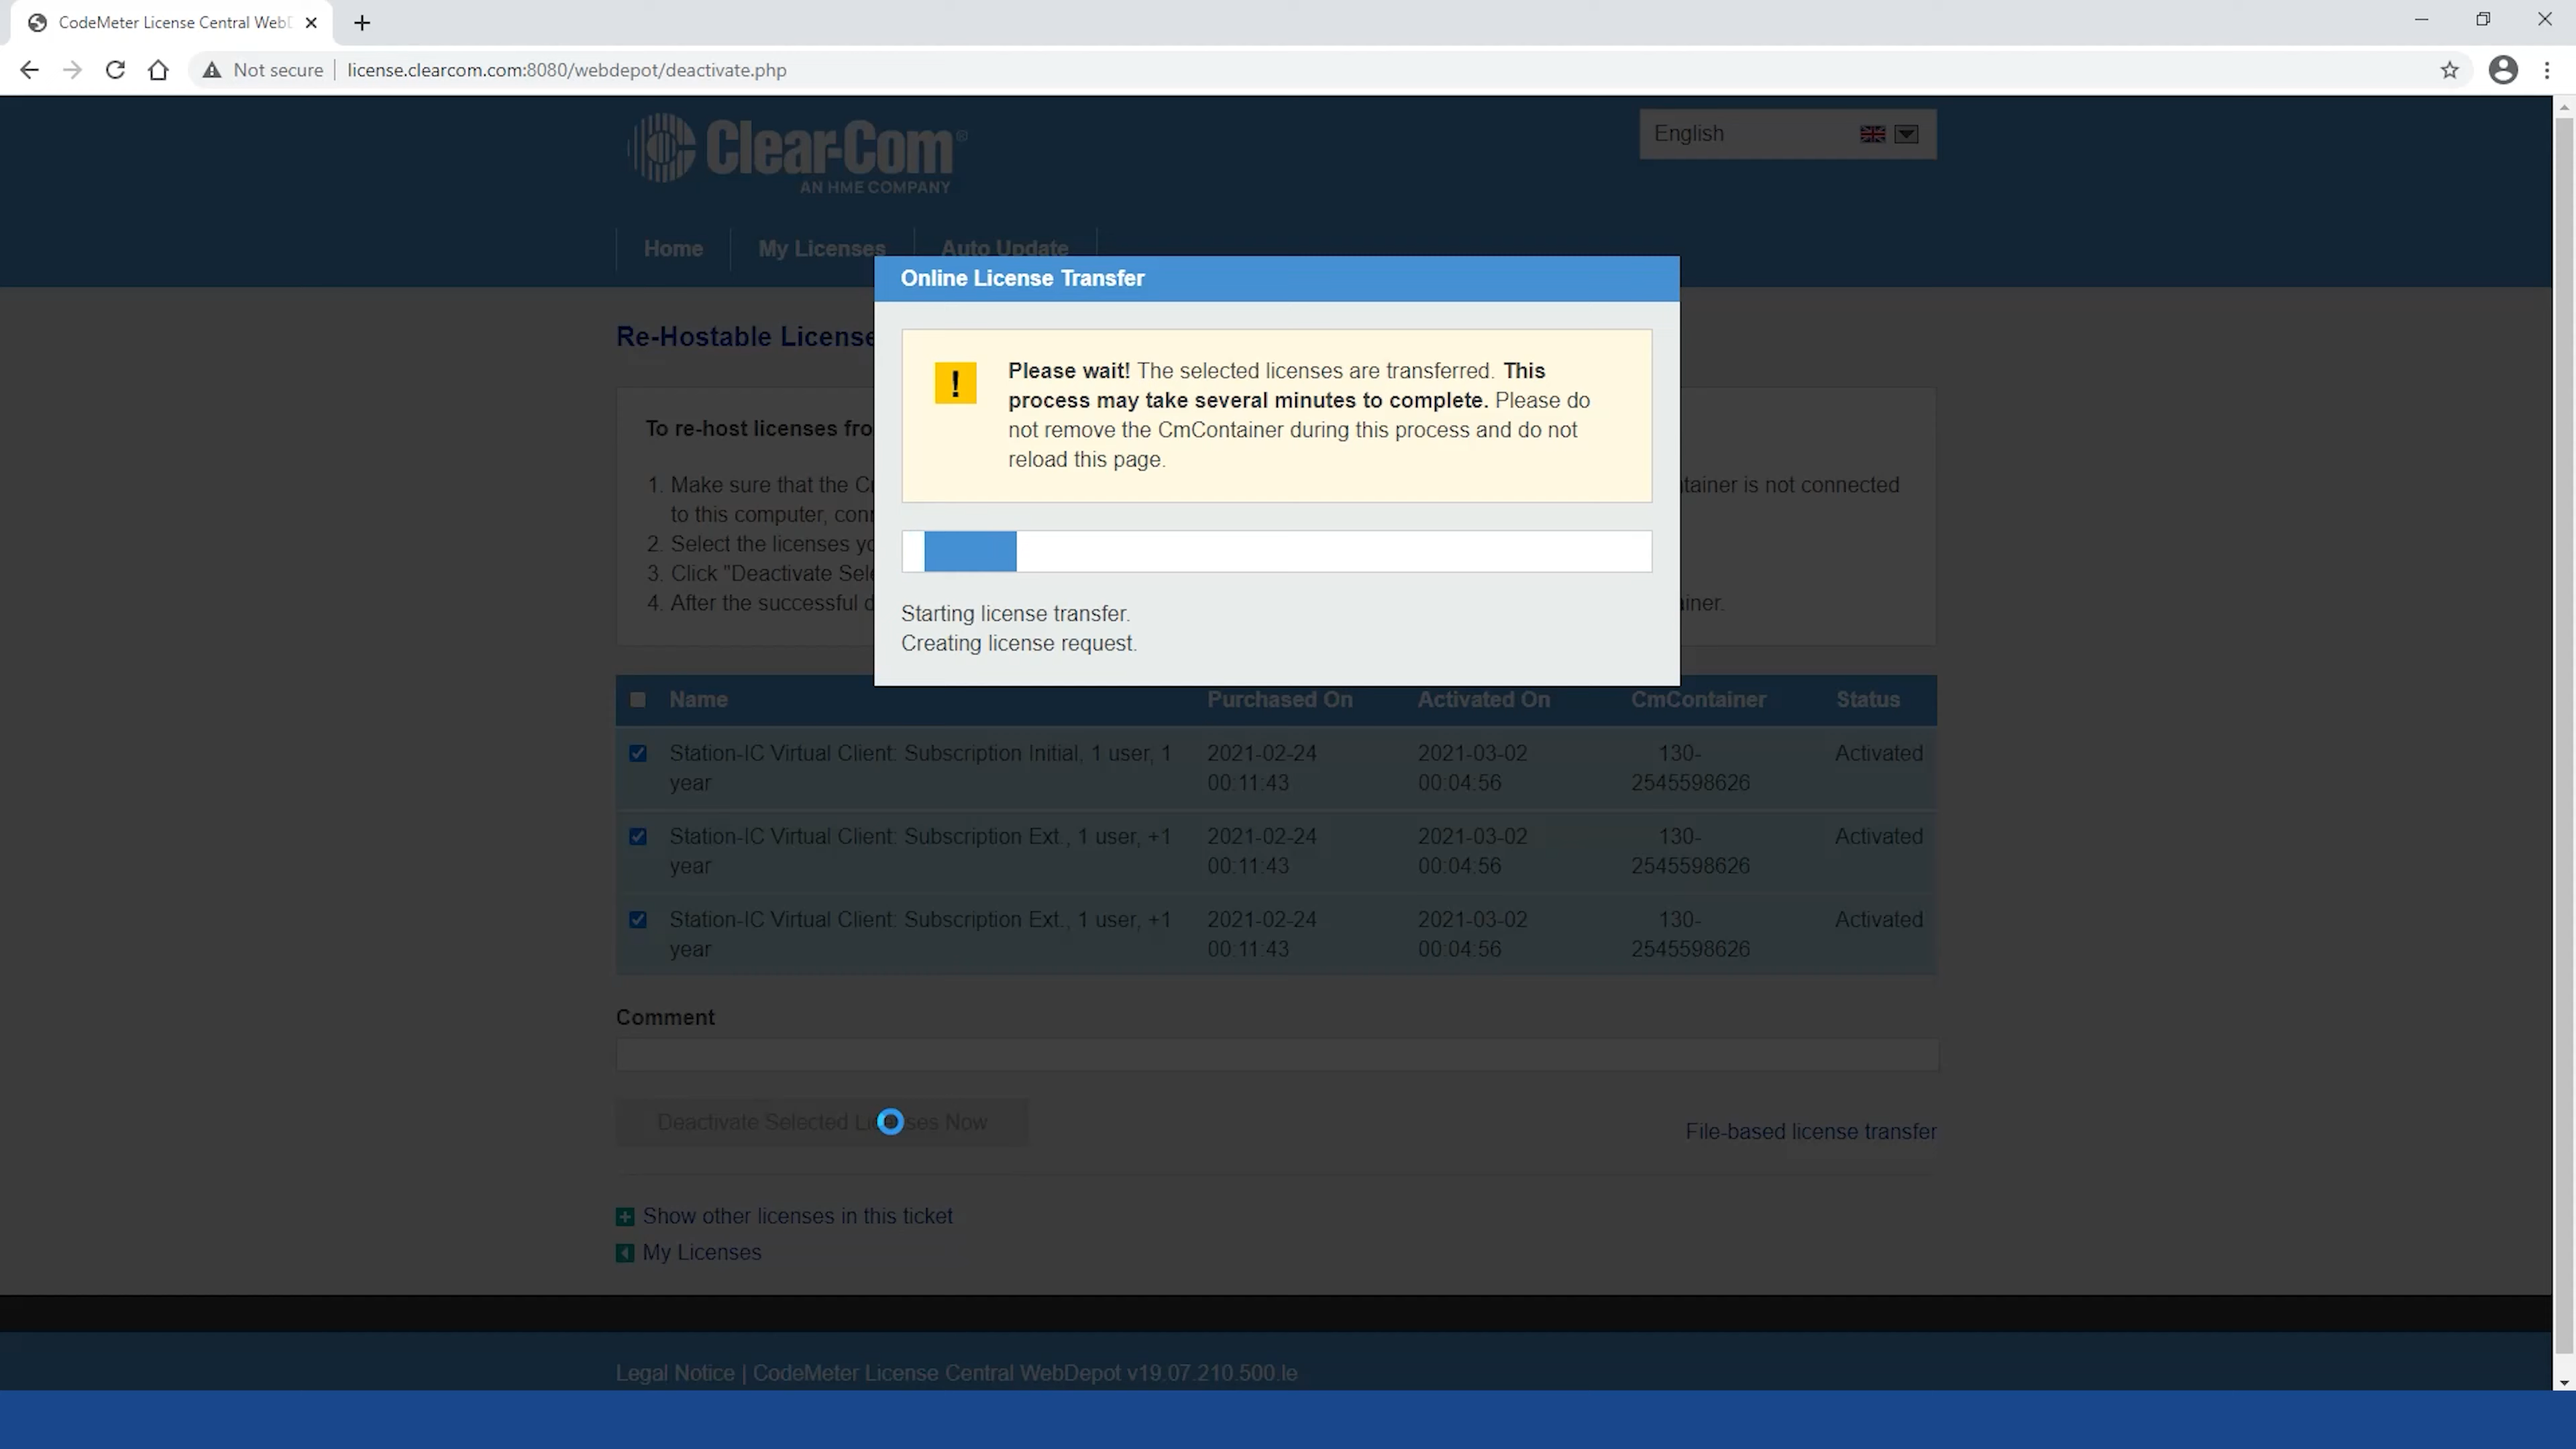 CodeMeter License Central WebD
Not secure
license.clearcom.com:8080/webdepot/deactivate.php
Clear-Com®
AN HME COMPANY
English
Home
My Licenses
Auto Update
Online License Transfer
Re-Hostable License
Please wait! The selected licenses are transferred. This
process may take several minutes to complete. Please do
not remove the CmContainer during this process and do not
reload this page.
To re-host licenses
1. Make sure that the
tainer is not connected
to this computer,
2. Select the licenses
3. Click "Deactivate
4. After the successful
iner.
Starting license transfer.
Creating license request.
Name Purchased On Activated On CmContainer Status
Station-IC Virtual Client: Subscription Initial, 1 user, 1 2021-02-24 2021-03-02 130- Activated
year 00:11:43 00:04:56 2545598626
Station-IC Virtual Client: Subscription Ext., 1 user, +1 2021-02-24 2021-03-02 130- Activated
year 00:11:43 00:04:56 2545598626
Station-IC Virtual Client: Subscription Ext., 1 user, +1 2021-02-24 2021-03-02 130- Activated
year 00:11:43 00:04:56 2545598626
Comment
Deactivate Selected Li ses Now
File-based license transfer
Show other licenses in this ticket
My Licenses
Legal Notice | CodeMeter License Central WebDepot v19.07.210.500.le